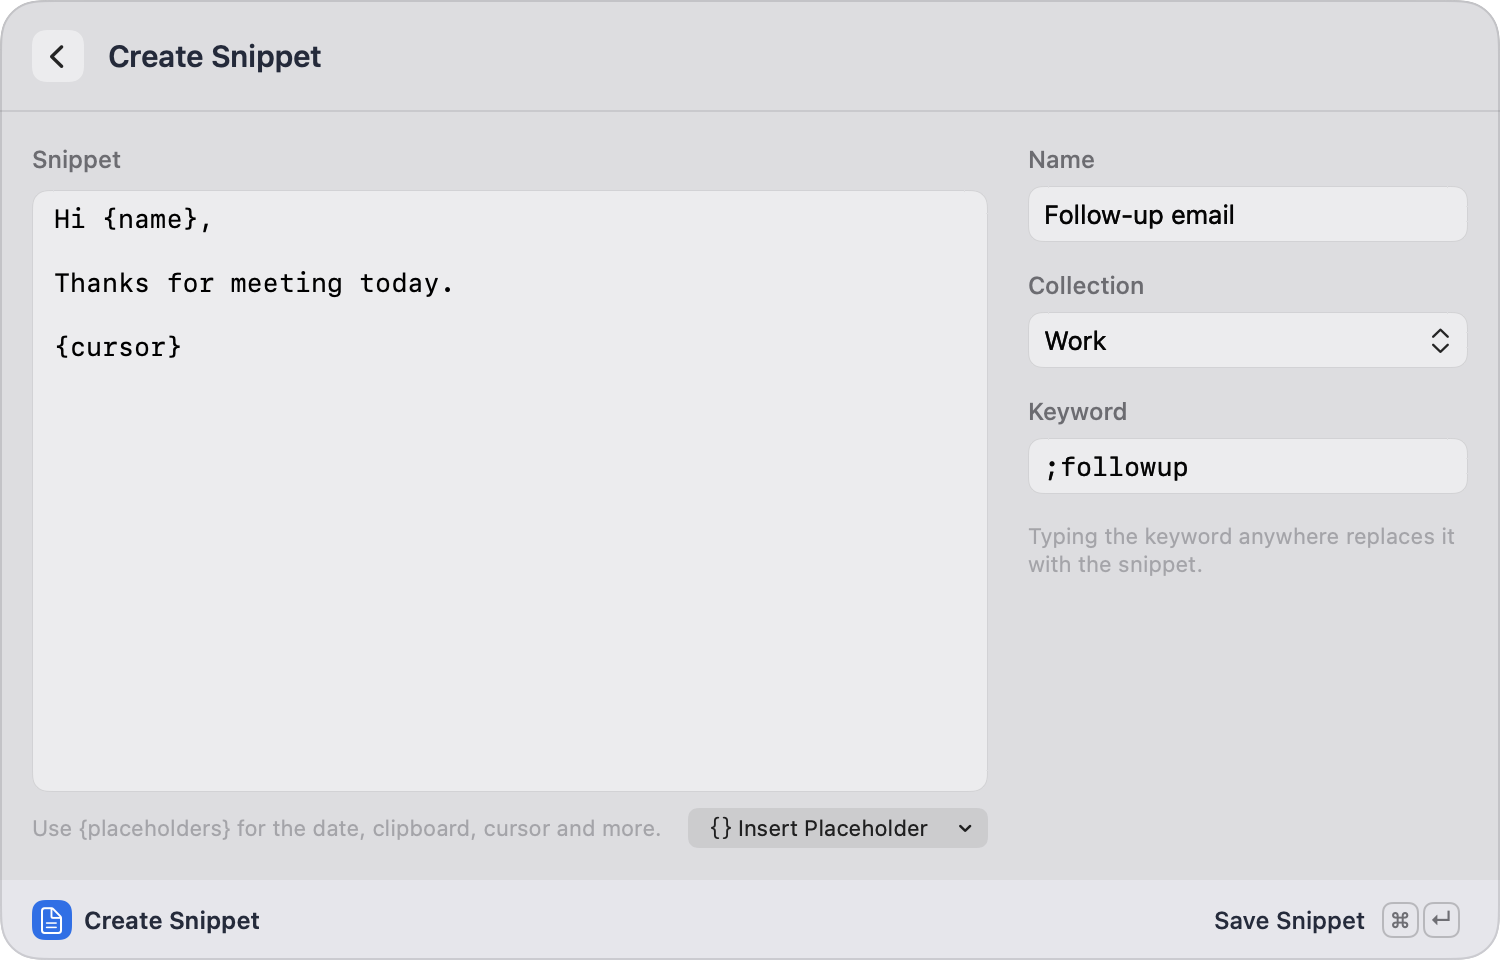 Create Snippet
Snippet
Hi {name},
Thanks for meeting today.
{cursor}
Use {placeholders} for the date, clipboard, cursor and more.
{} Insert Placeholder
Name
Follow-up email
Collection
Work
Keyword
;followup
Typing the keyword anywhere replaces it
with the snippet.
Create Snippet
Save Snippet ⌘ ↵